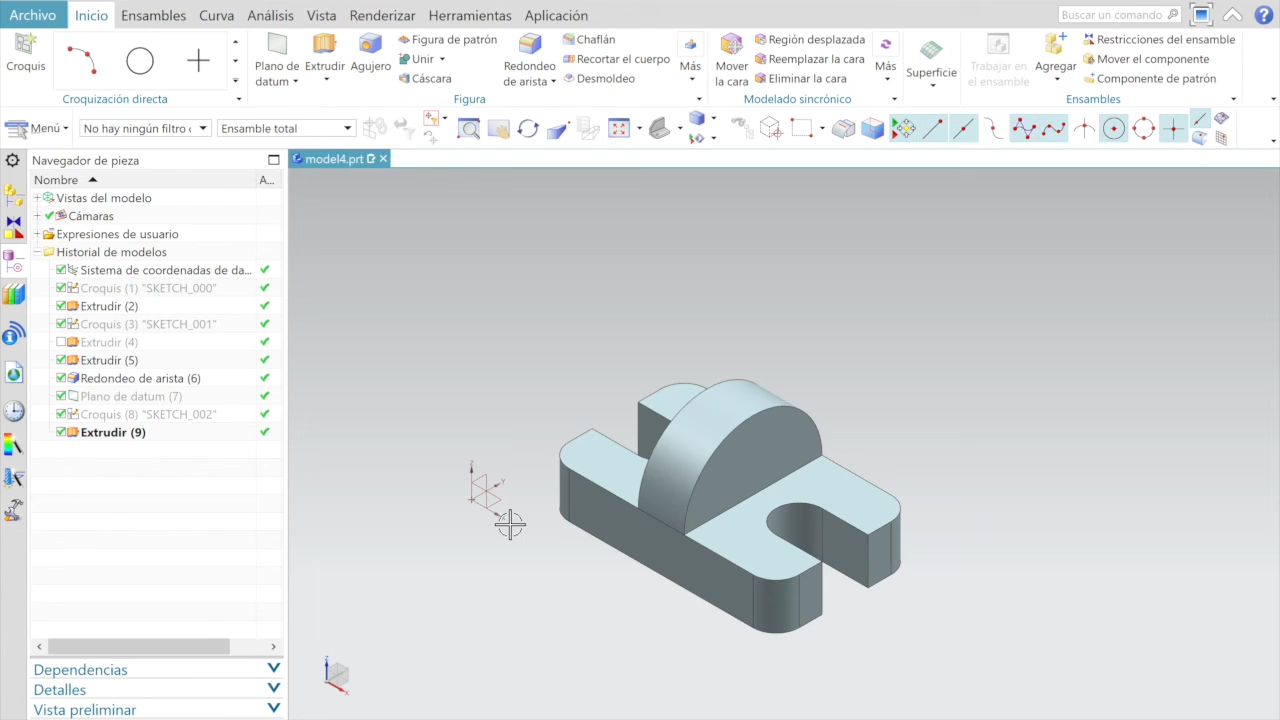 Archivo Inicio Ensambles Curva Análisis Vista Renderizar Herramientas Aplicación Buscar un comando
Croquis
Croquización directa
Plano de datum
Extrudir
Agujero
Figura de patrón
Unir
Cáscara
Redondeo de arista
Chaflán
Recortar el cuerpo
Desmoldeo
Más
Figura
Mover la cara
Región desplazada
Reemplazar la cara
Eliminar la cara
Más
Modelado sincrónico
Superficie
Trabajar en el ensamble
Agregar
Restricciones del ensamble
Mover el componente
Componente de patrón
Ensambles
Menú No hay ningún filtro Ensamble total
Navegador de pieza
model4.prt
Nombre A...
Vistas del modelo
Cámaras
Expresiones de usuario
Historial de modelos
Sistema de coordenadas de da...
Croquis (1) "SKETCH_000"
Extrudir (2)
Croquis (3) "SKETCH_001"
Extrudir (4)
Extrudir (5)
Redondeo de arista (6)
Plano de datum (7)
Croquis (8) "SKETCH_002"
Extrudir (9)
Dependencias
Detalles
Vista preliminar